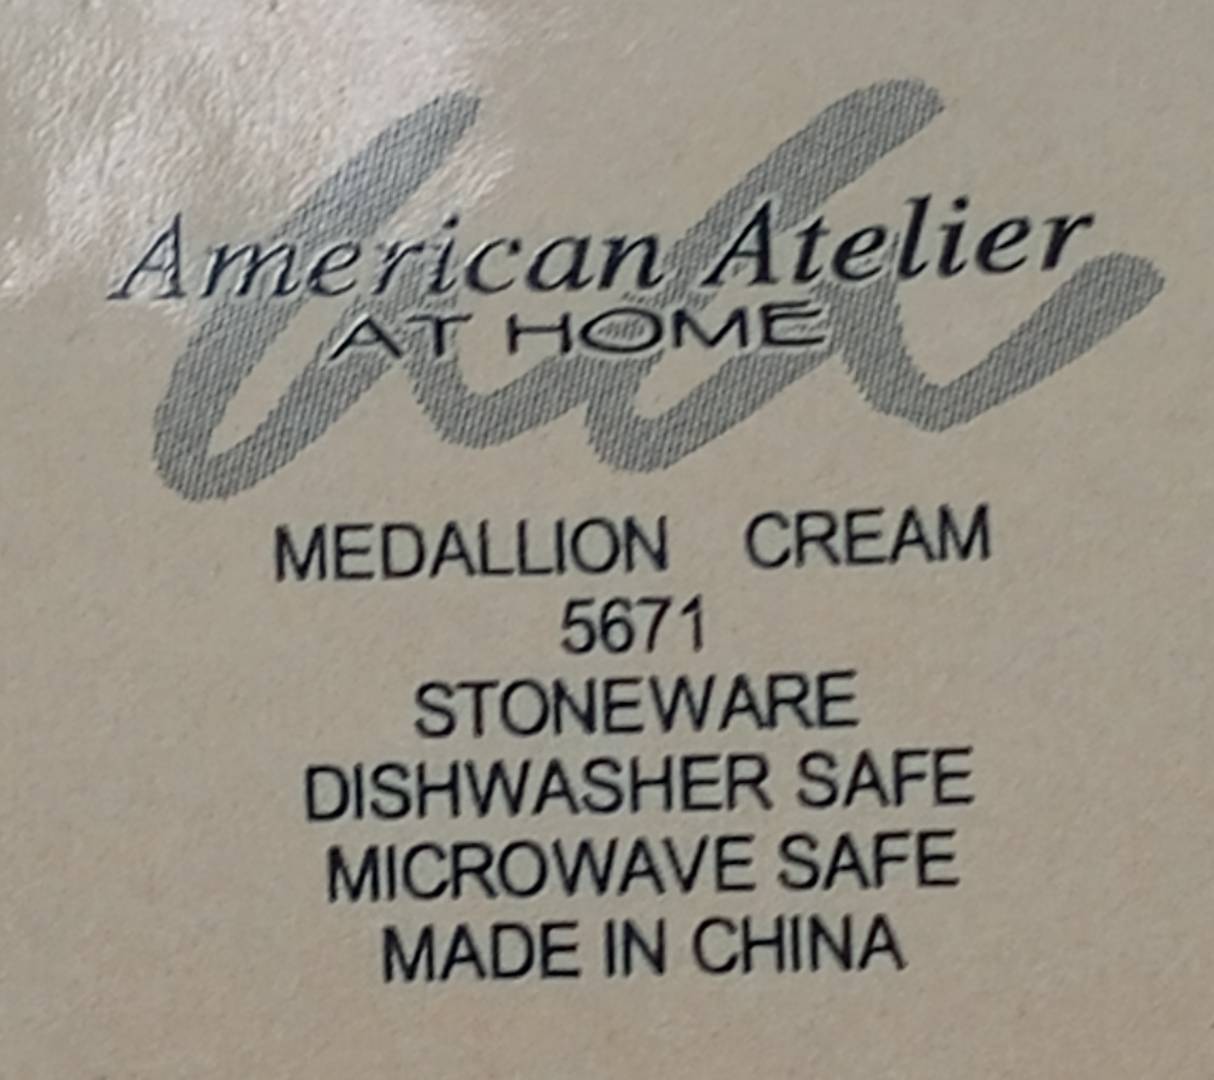 American Atelier
AT HOME
MEDALLION CREAM
5671
STONEWARE
DISHWASHER SAFE
MICROWAVE SAFE
MADE IN CHINA